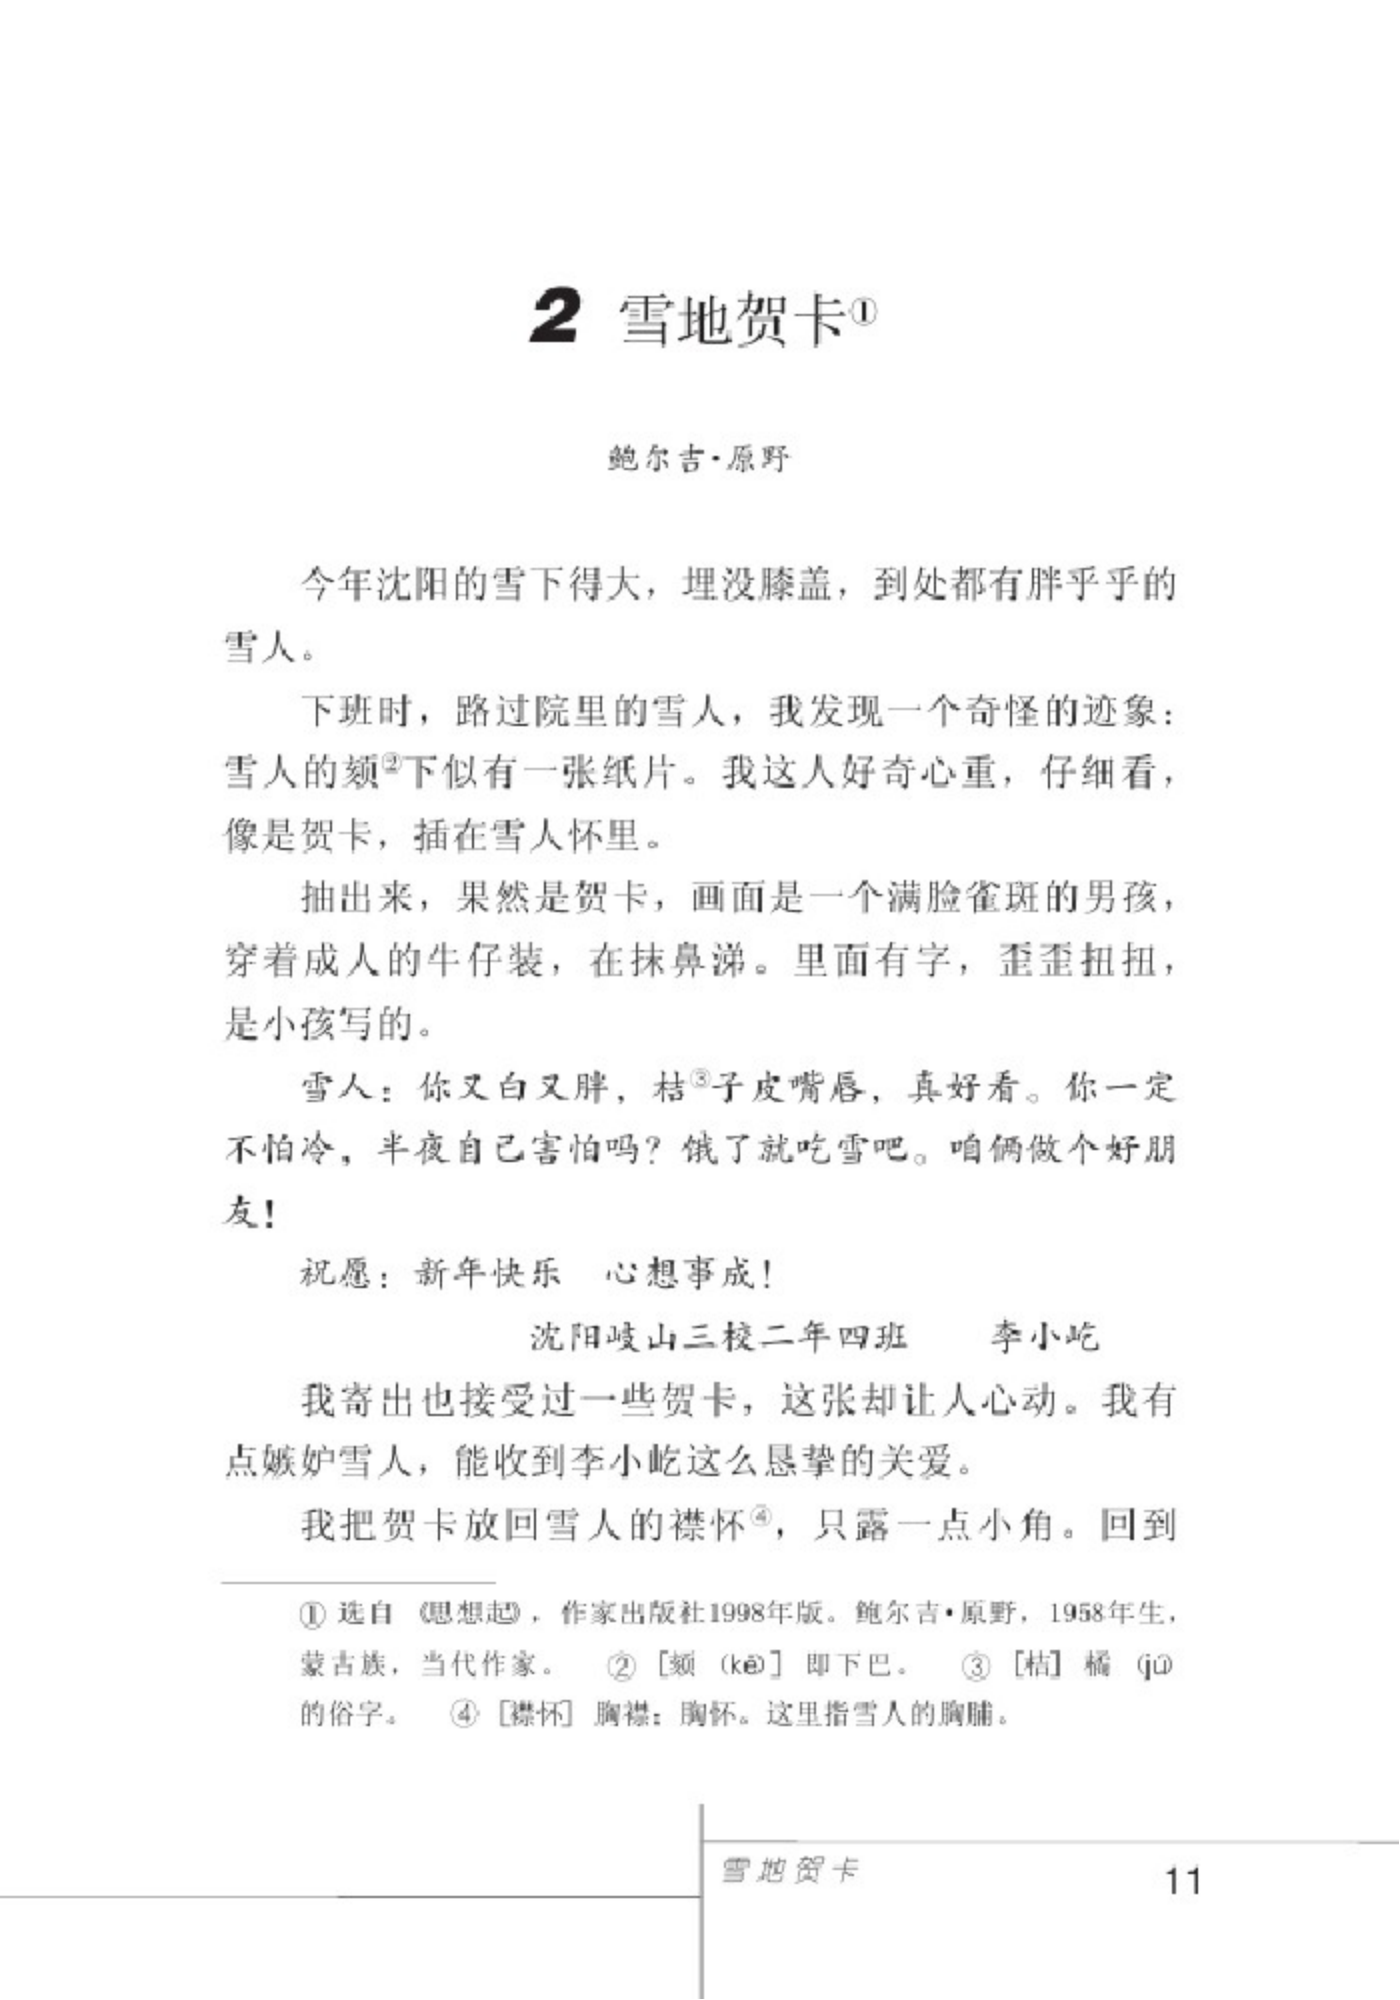 2 雪地贺卡①
鲍尔吉·原野
今年沈阳的雪下得大，埋没膝盖，到处都有胖乎乎的
雪人。
下班时，路过院里的雪人，我发现一个奇怪的迹象：
雪人的颏②下似有一张纸片。我这人好奇心重，仔细看，
像是贺卡，插在雪人怀里。
抽出来，果然是贺卡，画面是一个满脸雀斑的男孩，
穿着成人的牛仔装，在抹鼻涕。里面有字，歪歪扭扭，
是小孩写的。
雪人：你又白又胖，桔③子皮嘴唇，真好看。你一定
不怕冷，半夜自己害怕吗？饿了就吃雪吧。咱俩做个好朋
友！
祝愿：新年快乐　心想事成！
沈阳岐山三校二年四班　　李小屹
我寄出也接受过一些贺卡，这张却让人心动。我有
点嫉妒雪人，能收到李小屹这么恳挚的关爱。
我把贺卡放回雪人的襟怀④，只露一点小角。回到
① 选自《思想起》，作家出版社1998年版。鲍尔吉·原野，1958年生，
蒙古族，当代作家。　② ［颏（kē）］即下巴。　③ ［桔］橘（jú）
的俗字。　④ ［襟怀］胸襟；胸怀。这里指雪人的胸脯。
雪地贺卡　11